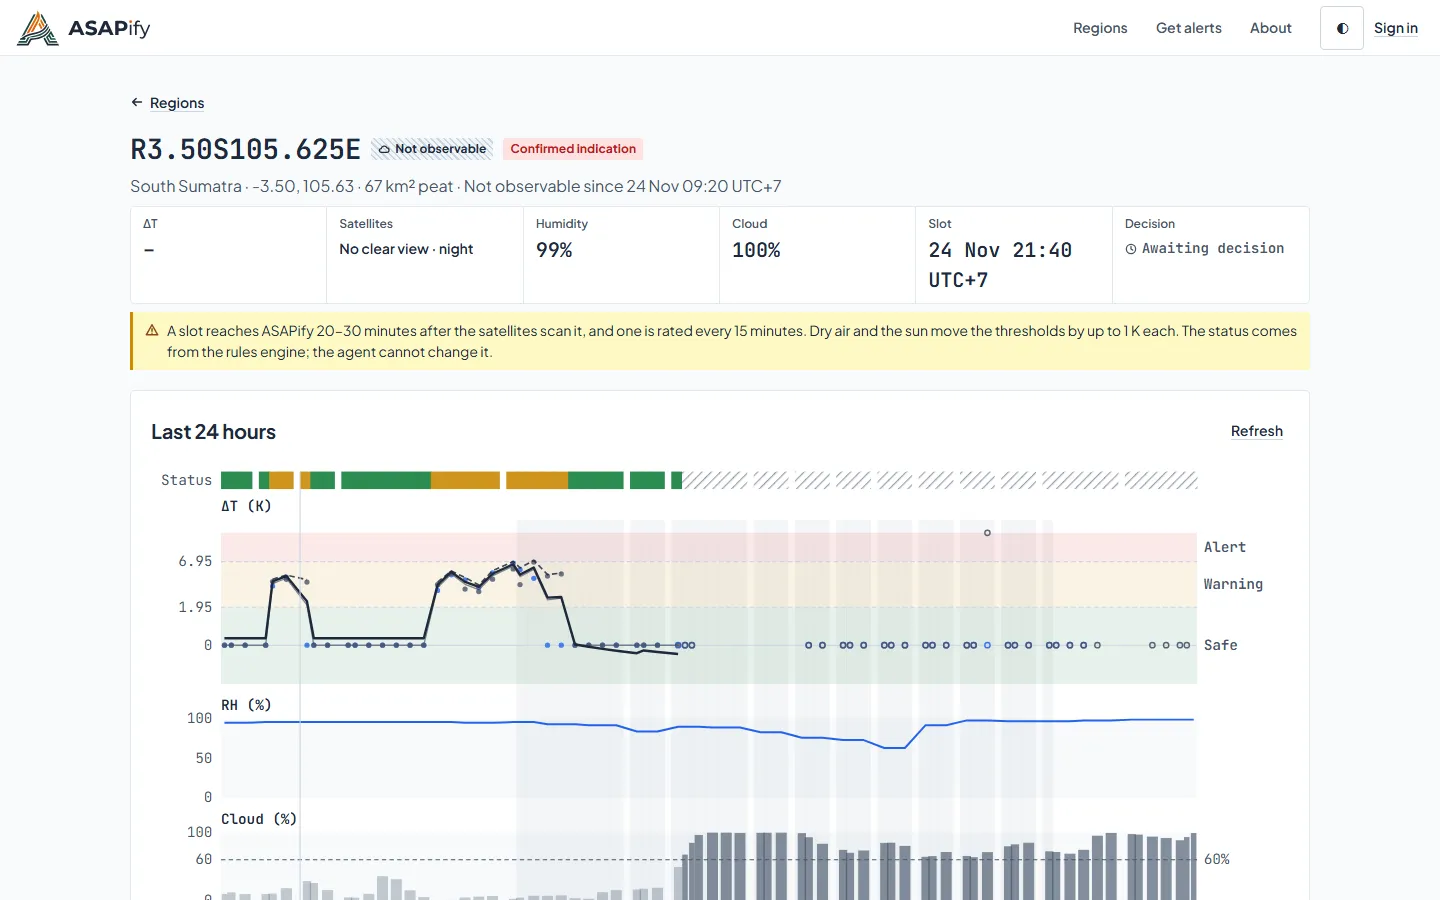 ASAPify
Regions
Get alerts
About
Sign in
← Regions
R3.50S105.625E
Not observable
Confirmed indication
South Sumatra · -3.50, 105.63 · 67 km² peat · Not observable since 24 Nov 09:20 UTC+7
ΔT
–
Satellites
No clear view · night
Humidity
99%
Cloud
100%
Slot
24 Nov 21:40
UTC+7
Decision
Awaiting decision
A slot reaches ASAPify 20–30 minutes after the satellites scan it, and one is rated every 15 minutes. Dry air and the sun move the thresholds by up to 1 K each. The status comes
from the rules engine; the agent cannot change it.
Last 24 hours
Refresh
Status
ΔT (K)
6.95
1.95
0
Alert
Warning
Safe
RH (%)
100
50
0
Cloud (%)
100
60
60%
0